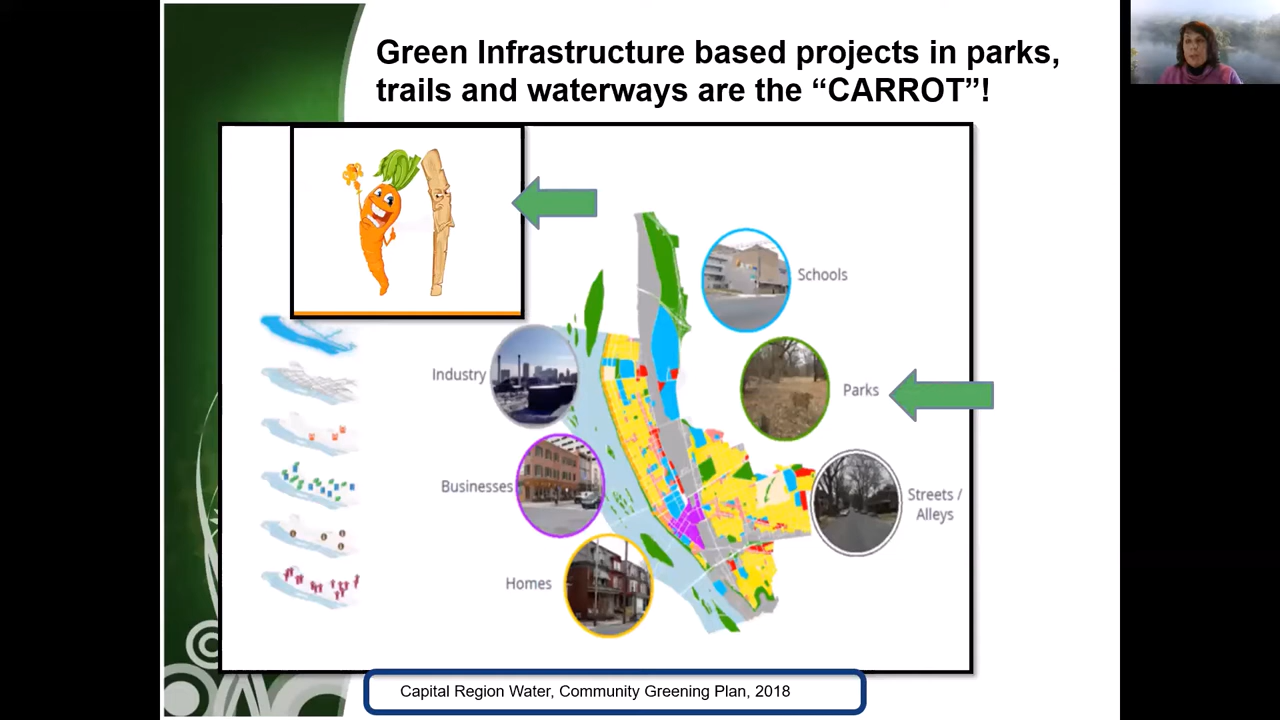 Green Infrastructure based projects in parks,
trails and waterways are the “CARROT”!
Schools
Industry
Parks
Businesses
Streets /
Alleys
Homes
Capital Region Water, Community Greening Plan, 2018